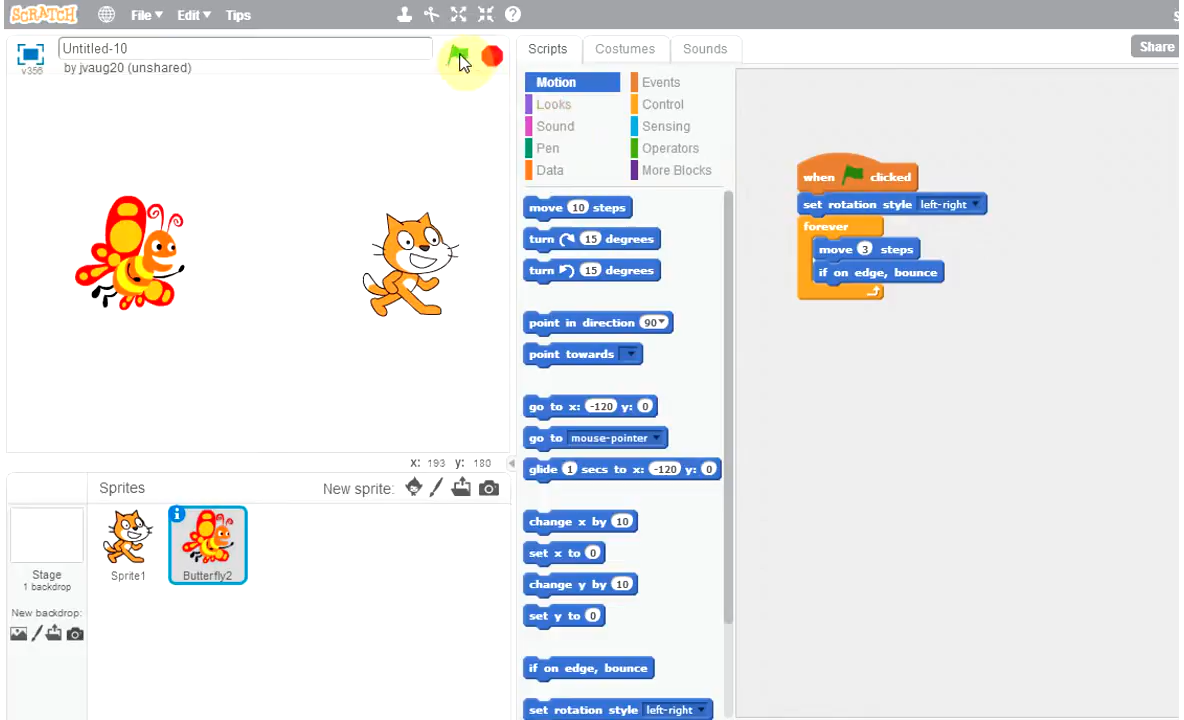 SCRATCH File Edit Tips
Untitled-10
by jvaug20 (unshared)
v356
Scripts Costumes Sounds
Share
Motion Events
Looks Control
Sound Sensing
Pen Operators
Data More Blocks
move 10 steps
turn 15 degrees
turn 15 degrees
point in direction 90
point towards
go to x: -120 y: 0
go to mouse-pointer
glide 1 secs to x: -120 y: 0
change x by 10
set x to 0
change y by 10
set y to 0
if on edge, bounce
set rotation style left-right
when clicked
set rotation style left-right
forever
move 3 steps
if on edge, bounce
x: 193 y: 180
Sprites New sprite:
Stage
1 backdrop
New backdrop:
Sprite1
Butterfly2